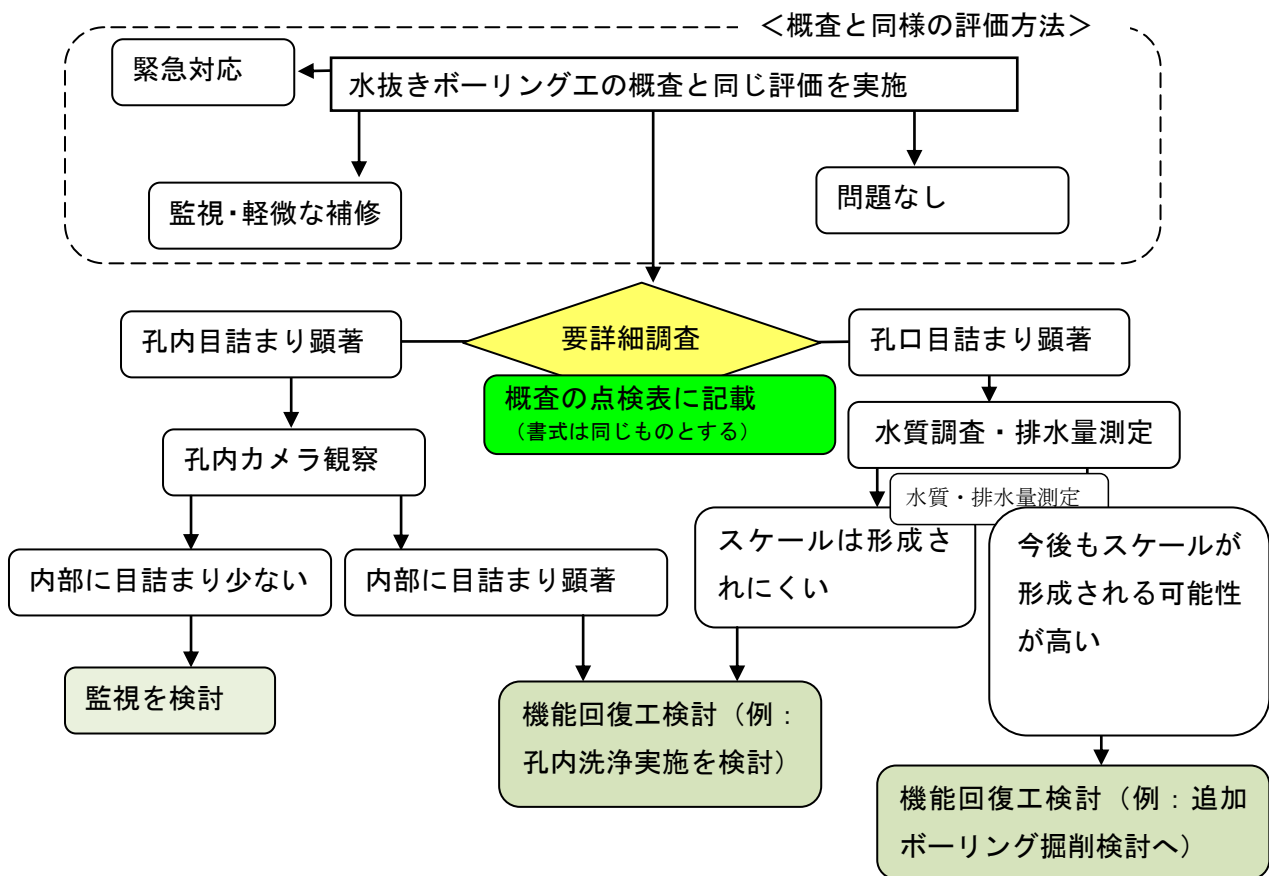 ＜概査と同様の評価方法＞
緊急対応
水抜きボーリング工の概査と同じ評価を実施
監視・軽微な補修
問題なし
孔内目詰まり顕著
要詳細調査
孔口目詰まり顕著
概査の点検表に記載
（書式は同じものとする）
水質調査・排水量測定
孔内カメラ観察
水質・排水量測定
スケールは形成さ
れにくい
今後もスケールが
形成される可能性
が高い
内部に目詰まり少ない
内部に目詰まり顕著
監視を検討
機能回復工検討（例：
孔内洗浄実施を検討）
機能回復工検討（例：追加
ボーリング掘削検討へ）